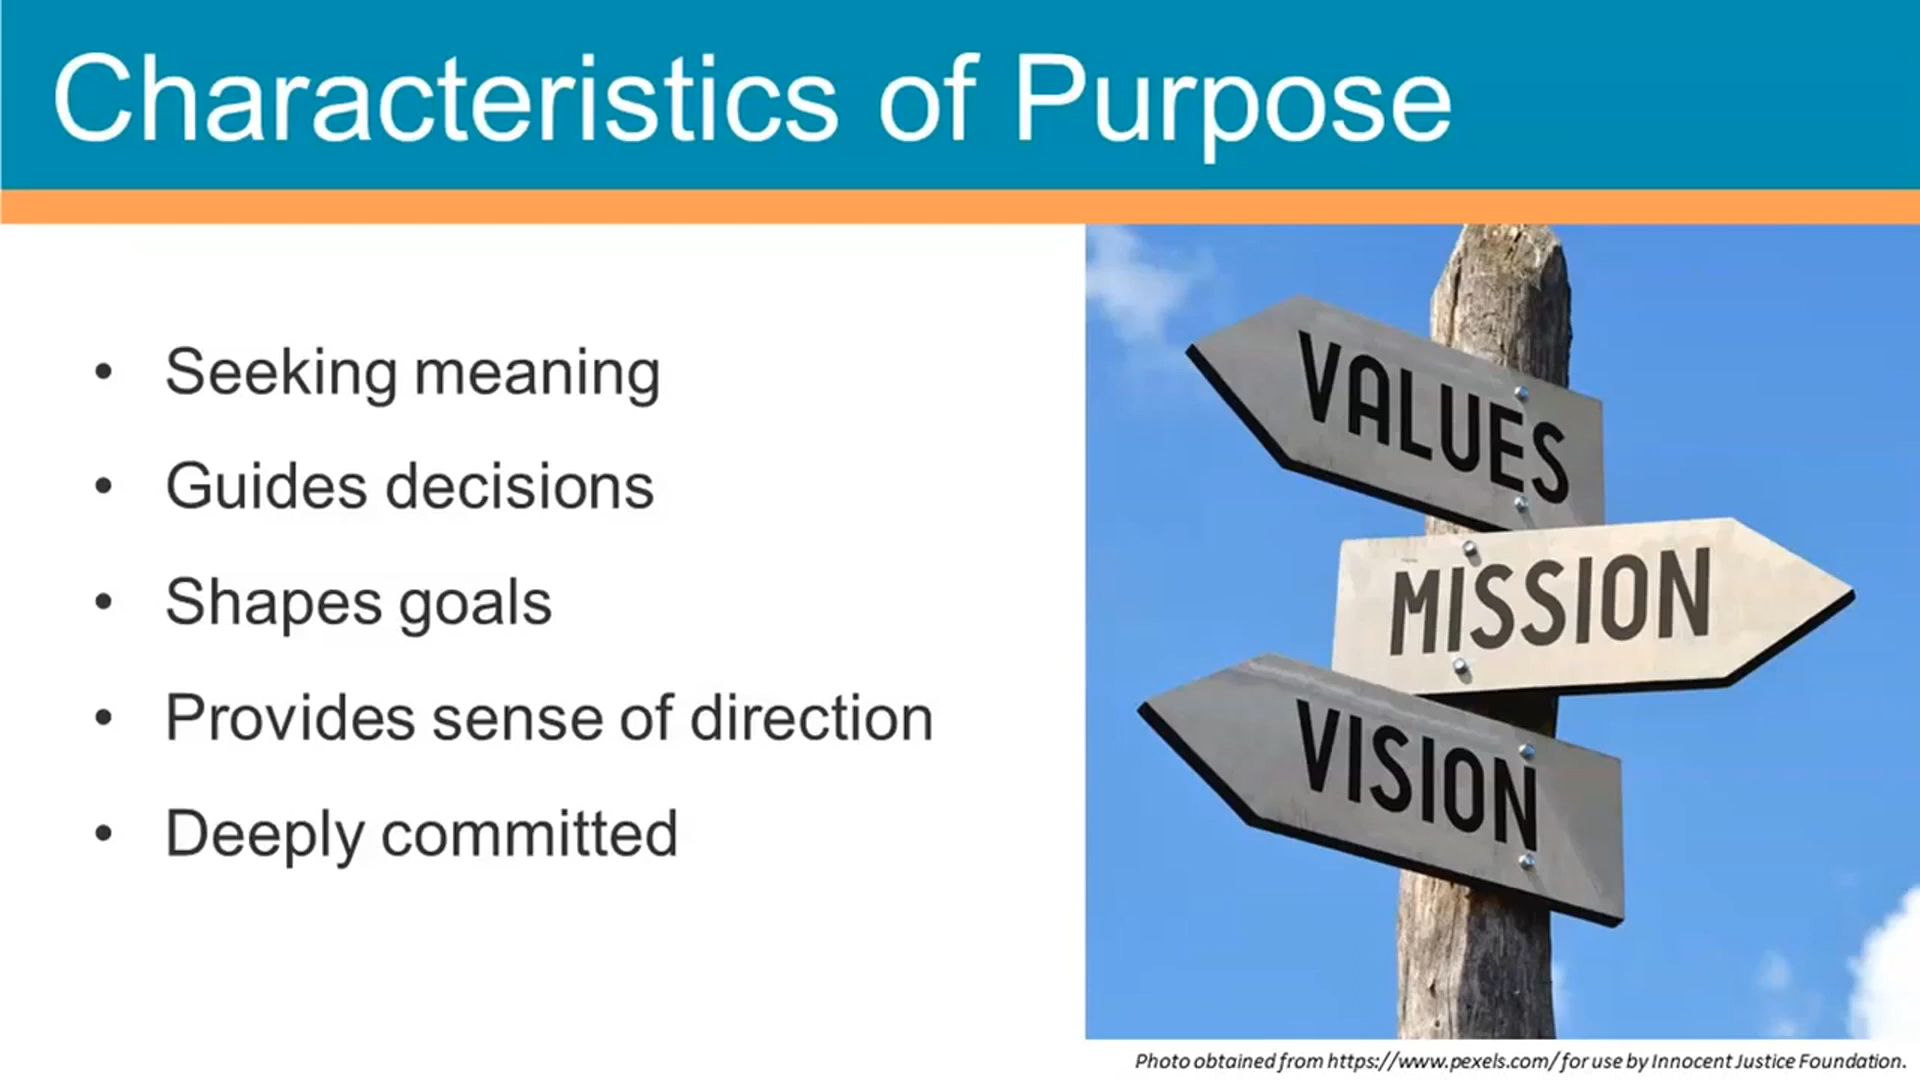 Characteristics of Purpose
• Seeking meaning
• Guides decisions
• Shapes goals
• Provides sense of direction
• Deeply committed
VALUES
MISSION
VISION
Photo obtained from https://www.pexels.com/ for use by Innocent Justice Foundation.